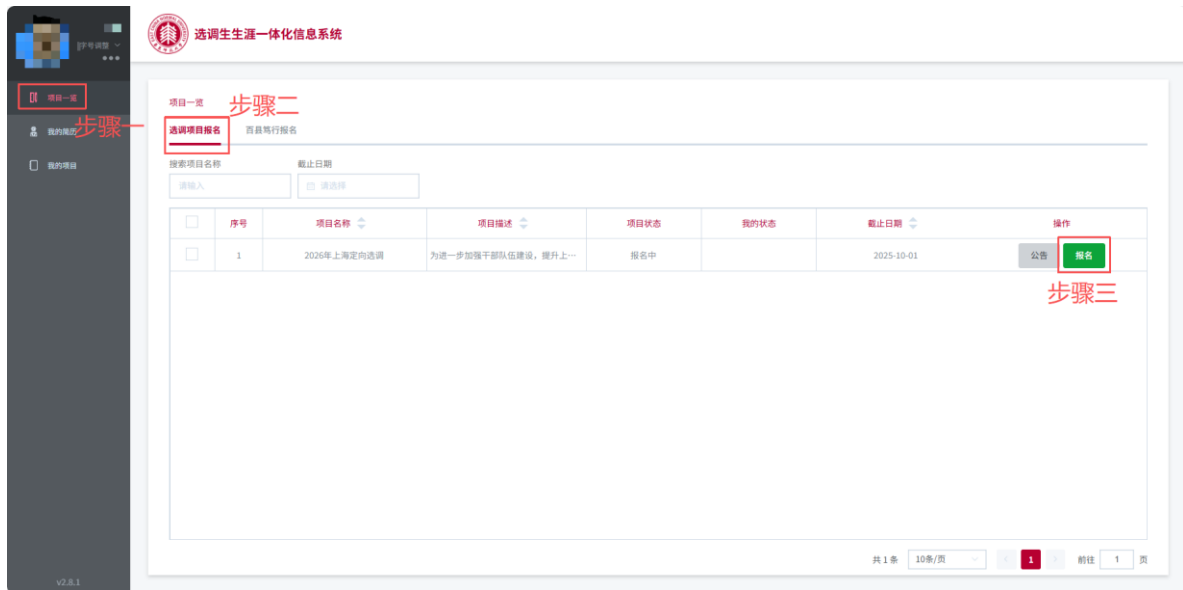 字号调整
选调生生涯一体化信息系统
项目一览
步骤一
我的简历
我的项目
v2.8.1
项目一览
步骤二
选调项目报名 百县笃行报名
搜索项目名称 截止日期
请输入 请选择
序号 项目名称 项目描述 项目状态 我的状态 截止日期 操作
1 2026年上海定向选调 为进一步加强干部队伍建设，提升上… 报名中 2025-10-01 公告 报名
步骤三
共 1 条 10条/页 1 前往 1 页